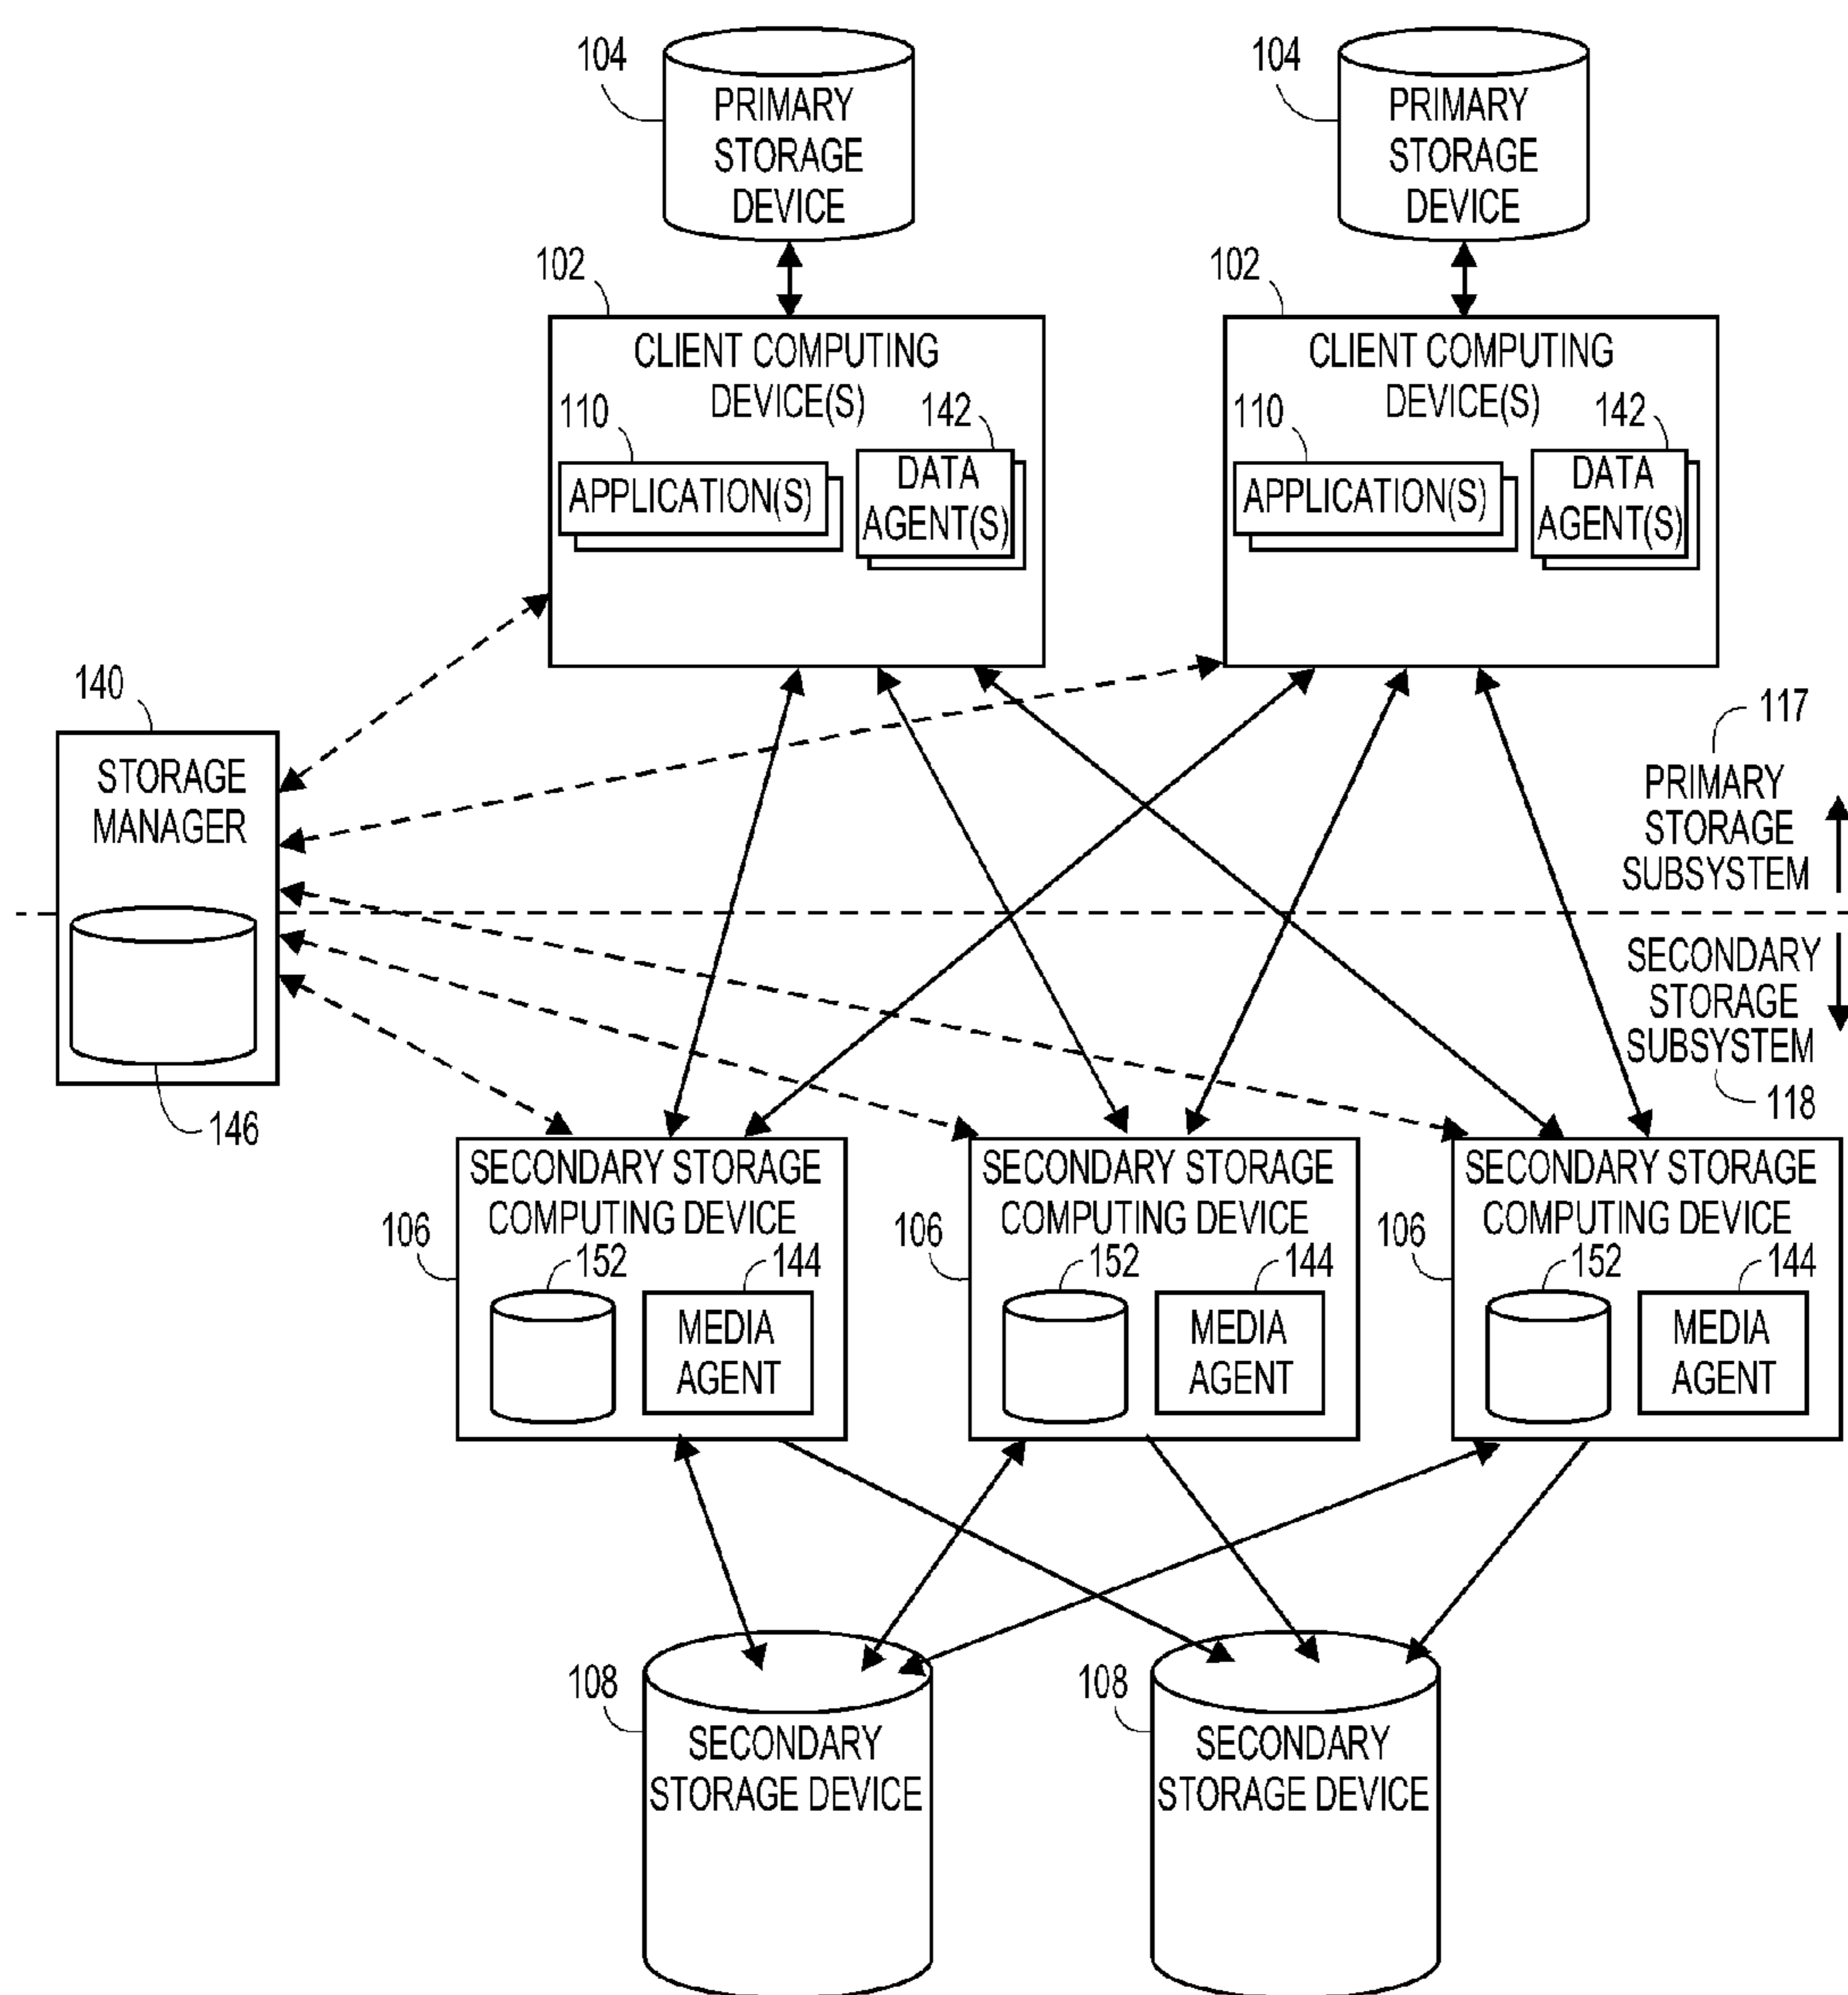 104
PRIMARY
STORAGE
DEVICE
104
PRIMARY
STORAGE
DEVICE
102
CLIENT COMPUTING
DEVICE(S)
110
APPLICATION(S)
142
DATA
AGENT(S)
102
CLIENT COMPUTING
DEVICE(S)
110
APPLICATION(S)
142
DATA
AGENT(S)
140
STORAGE
MANAGER
146
117
PRIMARY
STORAGE
SUBSYSTEM
SECONDARY
STORAGE
SUBSYSTEM
118
106
SECONDARY STORAGE
COMPUTING DEVICE
152
144
MEDIA
AGENT
106
SECONDARY STORAGE
COMPUTING DEVICE
152
144
MEDIA
AGENT
106
SECONDARY STORAGE
COMPUTING DEVICE
152
144
MEDIA
AGENT
108
SECONDARY
STORAGE DEVICE
108
SECONDARY
STORAGE DEVICE